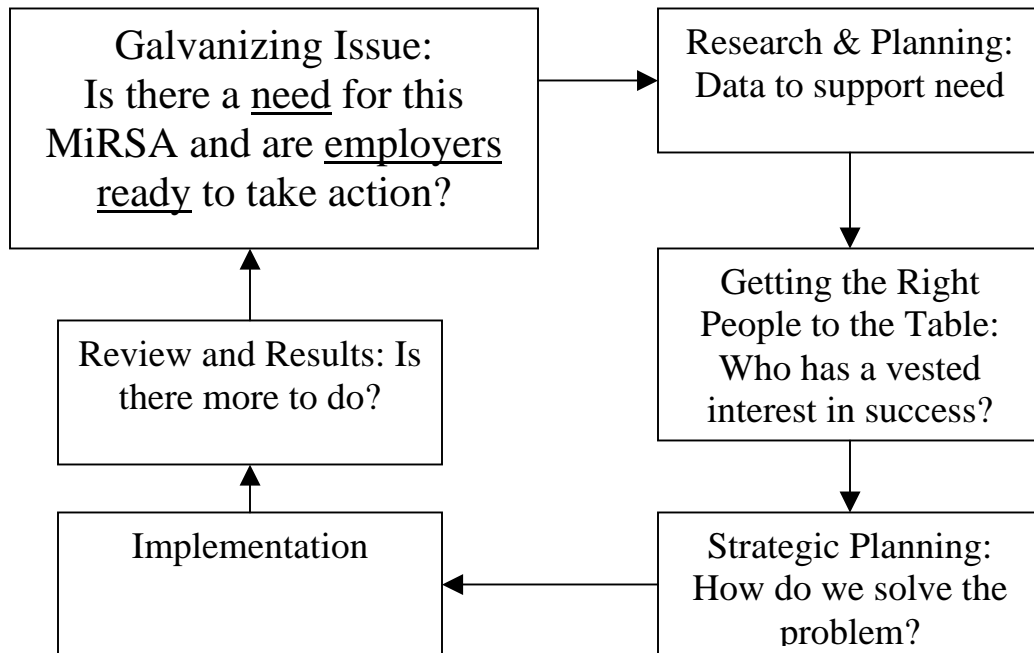 Galvanizing Issue:
Is there a need for this
MiRSA and are employers
ready to take action?
Research & Planning:
Data to support need
Getting the Right
People to the Table:
Who has a vested
interest in success?
Strategic Planning:
How do we solve the
problem?
Implementation
Review and Results: Is
there more to do?